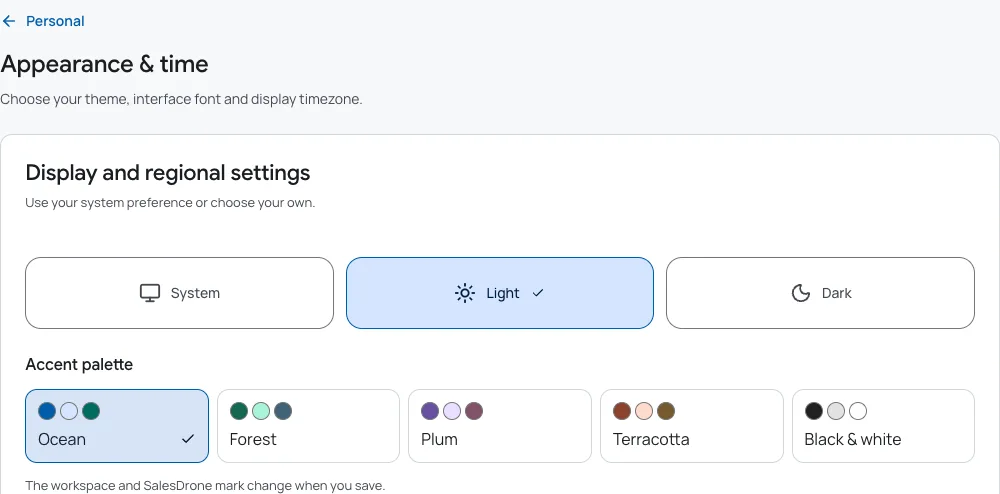 Personal
Appearance & time
Choose your theme, interface font and display timezone.
Display and regional settings
Use your system preference or choose your own.
System
Light
Dark
Accent palette
Ocean
Forest
Plum
Terracotta
Black & white
The workspace and SalesDrone mark change when you save.